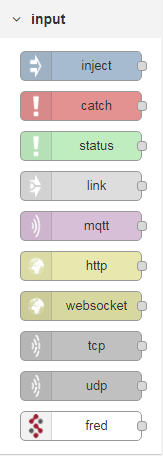 input
inject
catch
status
link
mqtt
http
websocket
tcp
udp
fred